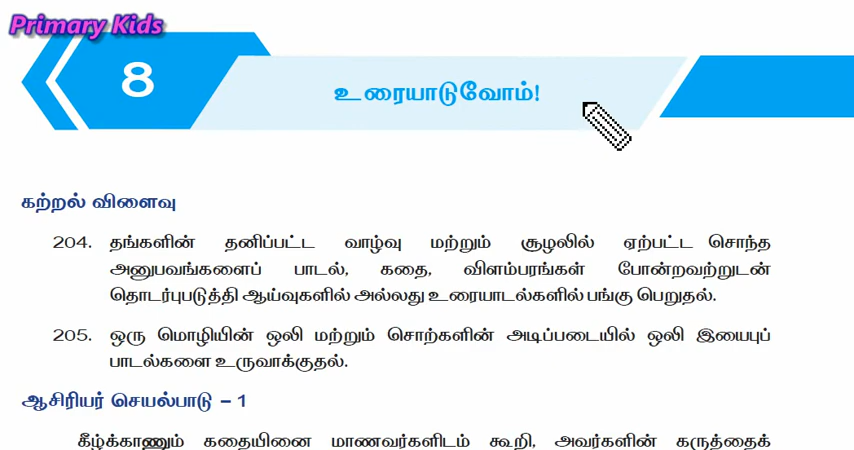 Primary Kids
8
உரையாடுவோம்!
கற்றல் விளைவு
204. தங்களின் தனிப்பட்ட வாழ்வு மற்றும் சூழலில் ஏற்பட்ட சொந்த
அனுபவங்களைப் பாடல், கதை, விளம்பரங்கள் போன்றவற்றுடன்
தொடர்புபடுத்தி ஆய்வுகளில் அல்லது உரையாடல்களில் பங்கு பெறுதல்.
205. ஒரு மொழியின் ஒலி மற்றும் சொற்களின் அடிப்படையில் ஒலி இயைபுப்
பாடல்களை உருவாக்குதல்.
ஆசிரியர் செயல்பாடு – 1
கீழ்க்காணும் கதையினை மாணவர்களிடம் கூறி, அவர்களின் கருத்தைக்